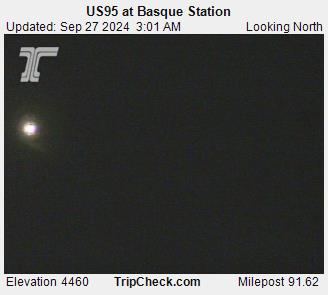 US95 at Basque Station
Updated: Sep 27 2024 3:01 AM Looking North
Elevation 4460 TripCheck.com Milepost 91.62